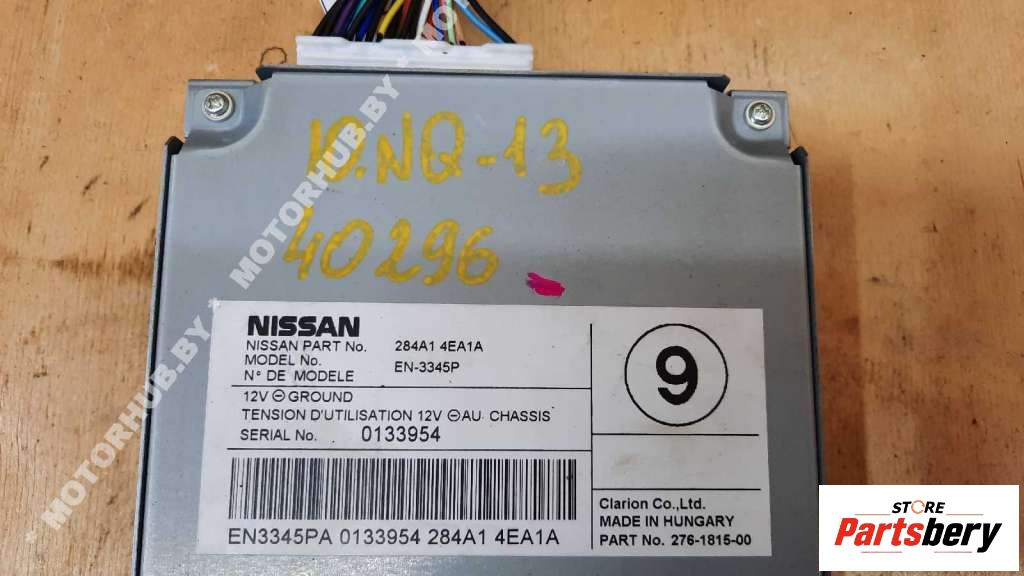 MOTORHUB.BY • MOTORHUB.BY •
Ю.NQ-13
40296
NISSAN
NISSAN PART No. 284A1 4EA1A
MODEL No. EN-3345P
N° DE MODELE
12V ⊖ GROUND
TENSION D'UTILISATION 12V ⊖ AU CHASSIS
SERIAL No. 0133954
EN3345PA 0133954 284A1 4EA1A
9
Clarion Co.,Ltd.
MADE IN HUNGARY
PART No. 276-1815-00
STORE
Partsbery